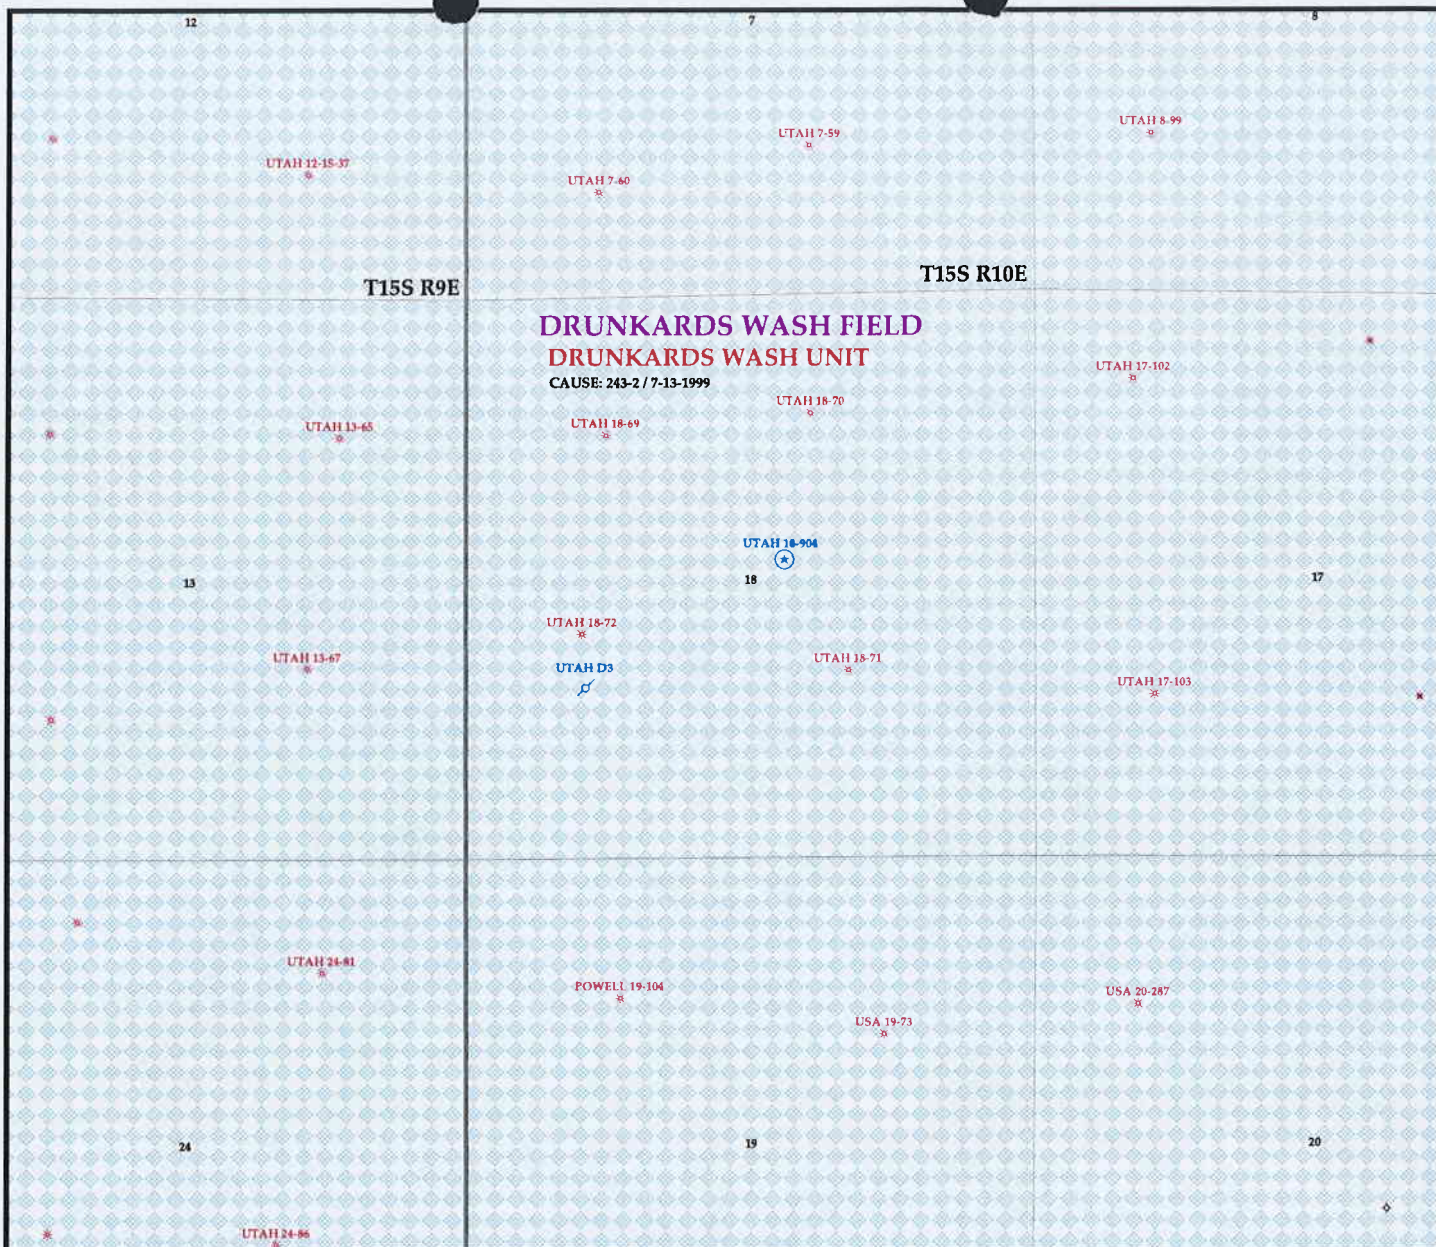 12
7
8
UTAH 8-99
UTAH 7-59
UTAH 12-15-37
UTAH 7-60
T15S R10E
T15S R9E
DRUNKARDS WASH FIELD
DRUNKARDS WASH UNIT
CAUSE: 243-2 / 7-13-1999
UTAH 17-102
UTAH 18-70
UTAH 18-69
UTAH 13-65
UTAH 18-904
13
18
17
UTAH 18-72
UTAH 13-67
UTAH D3
UTAH 18-71
UTAH 17-103
UTAH 24-81
POWELL 19-104
USA 20-287
USA 19-73
24
19
20
UTAH 24-86